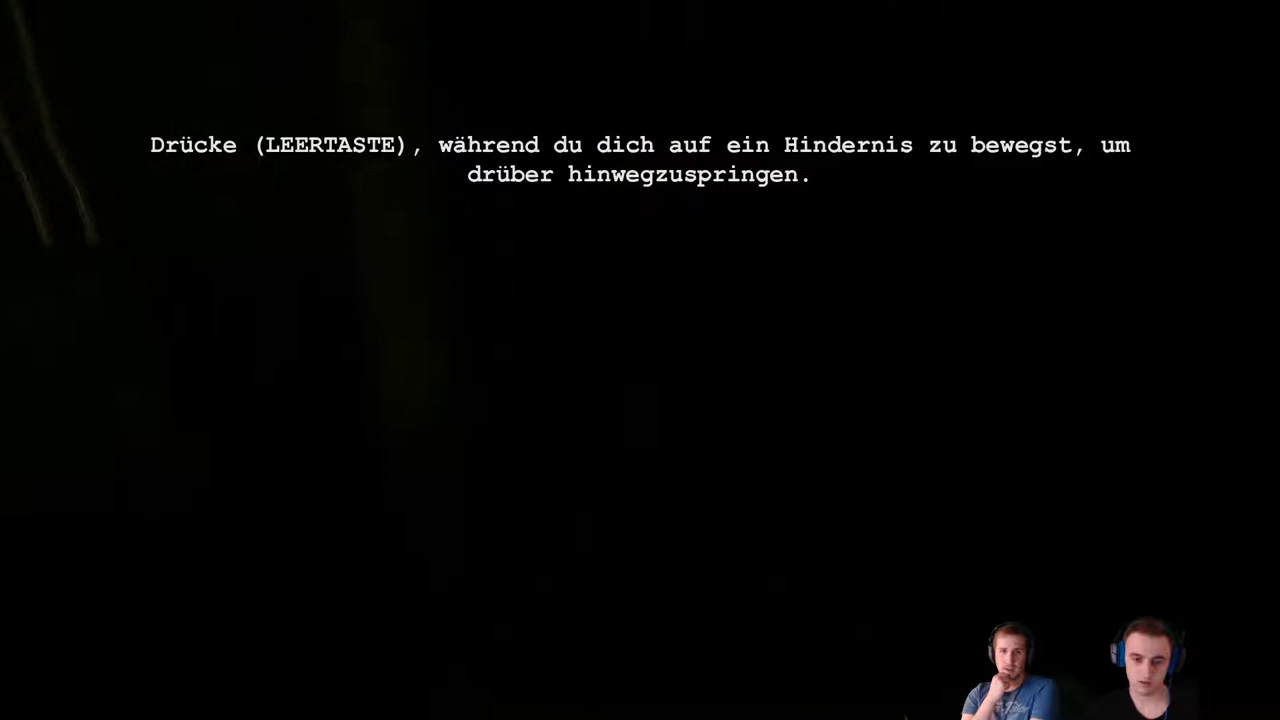 Drücke (LEERTASTE), während du dich auf ein Hindernis zu bewegst, um
drüber hinwegzuspringen.